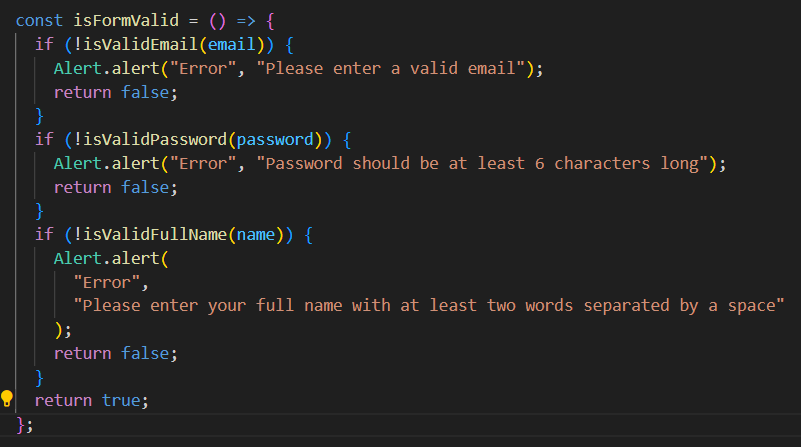 const isFormValid = () => {
  if (!isValidEmail(email)) {
    Alert.alert("Error", "Please enter a valid email");
    return false;
  }
  if (!isValidPassword(password)) {
    Alert.alert("Error", "Password should be at least 6 characters long");
    return false;
  }
  if (!isValidFullName(name)) {
    Alert.alert(
      "Error",
      "Please enter your full name with at least two words separated by a space"
    );
    return false;
  }
  return true;
};